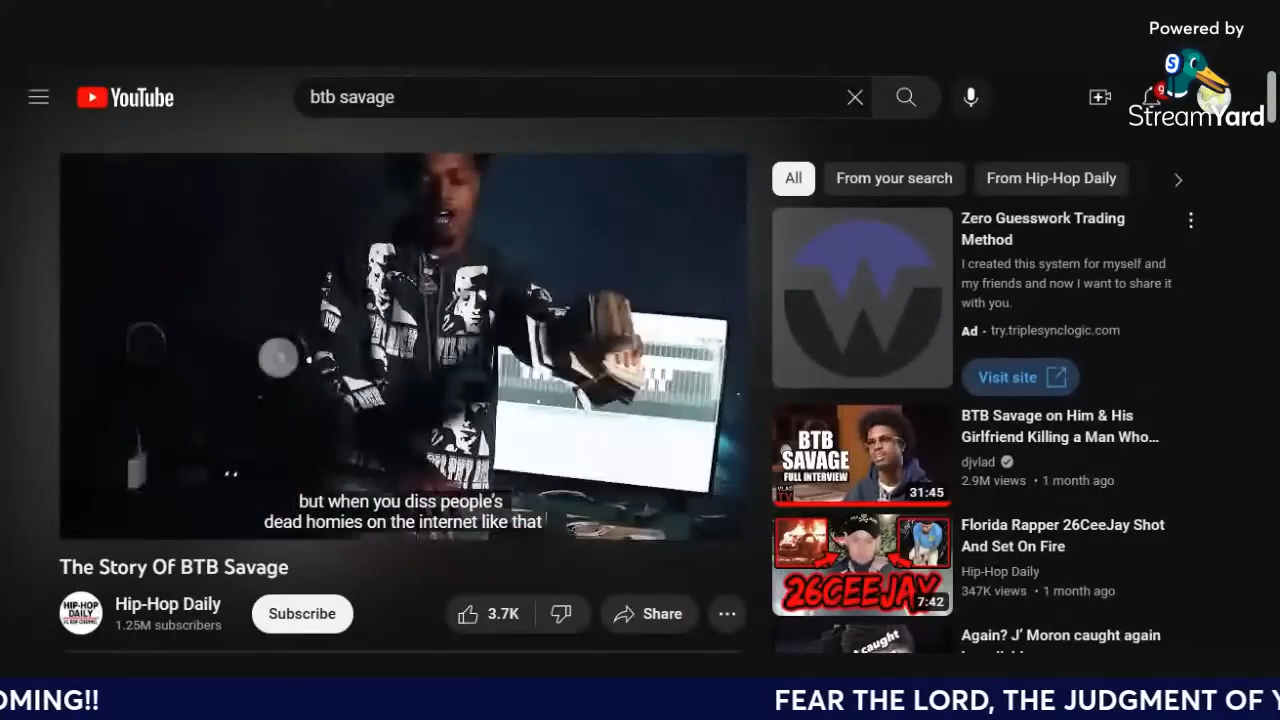 Powered by
StreamYard
YouTube
btb savage
9
All
From your search
From Hip-Hop Daily
Zero Guesswork Trading
Method
I created this system for myself and
my friends and now I want to share it
with you.
Ad - try.triplesynclogic.com
Visit site
BTB
SAVAGE
FULL INTERVIEW
31:45
BTB Savage on Him & His
Girlfriend Killing a Man Who...
djvlad
2.9M views • 1 month ago
26CEEJAY
7:42
Florida Rapper 26CeeJay Shot
And Set On Fire
Hip-Hop Daily
347K views • 1 month ago
caught
Again? J' Moron caught again
but when you diss people's
dead homies on the internet like that
The Story Of BTB Savage
HIP-HOP
DAILY
Hip-Hop Daily
1.25M subscribers
Subscribe
3.7K
Share
OMING!!
FEAR THE LORD, THE JUDGMENT OF